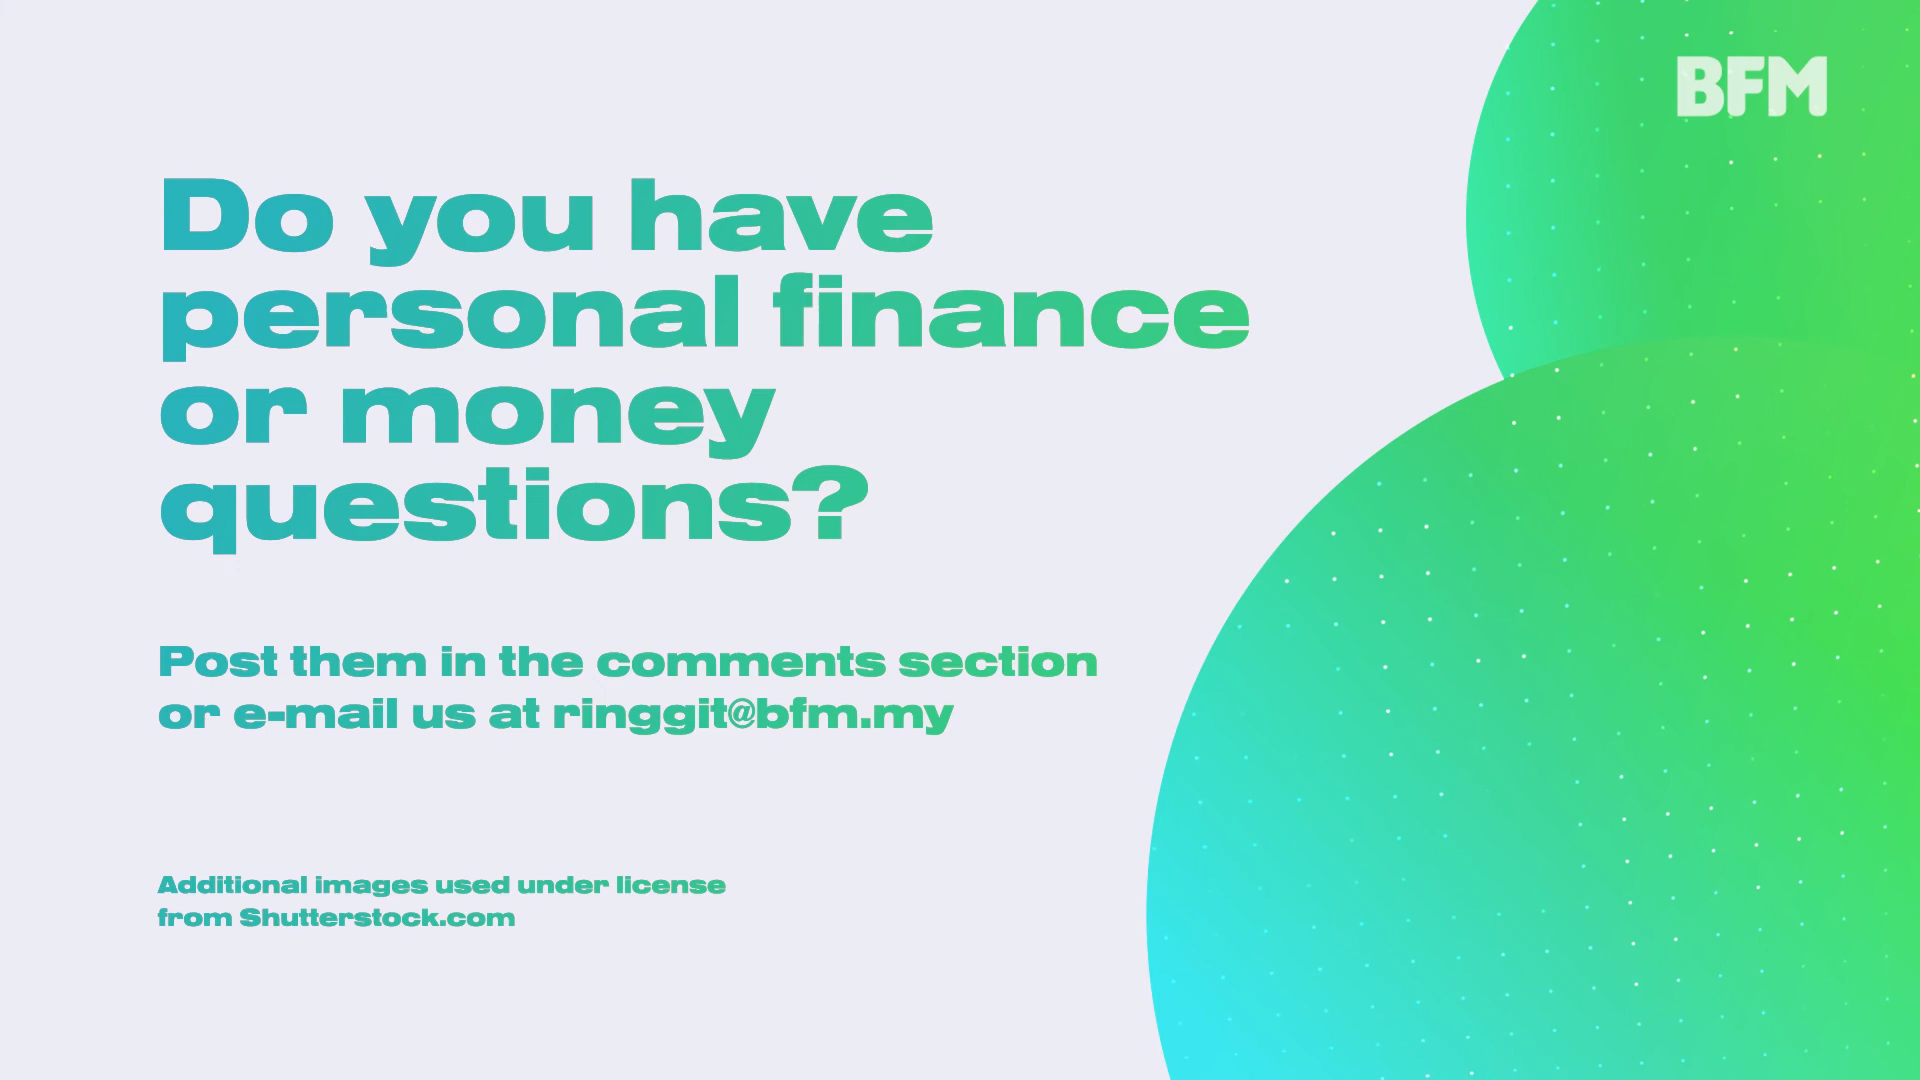 BFM
Do you have
personal finance
or money
questions?
Post them in the comments section
or e-mail us at ringgit@bfm.my
Additional images used under license
from Shutterstock.com